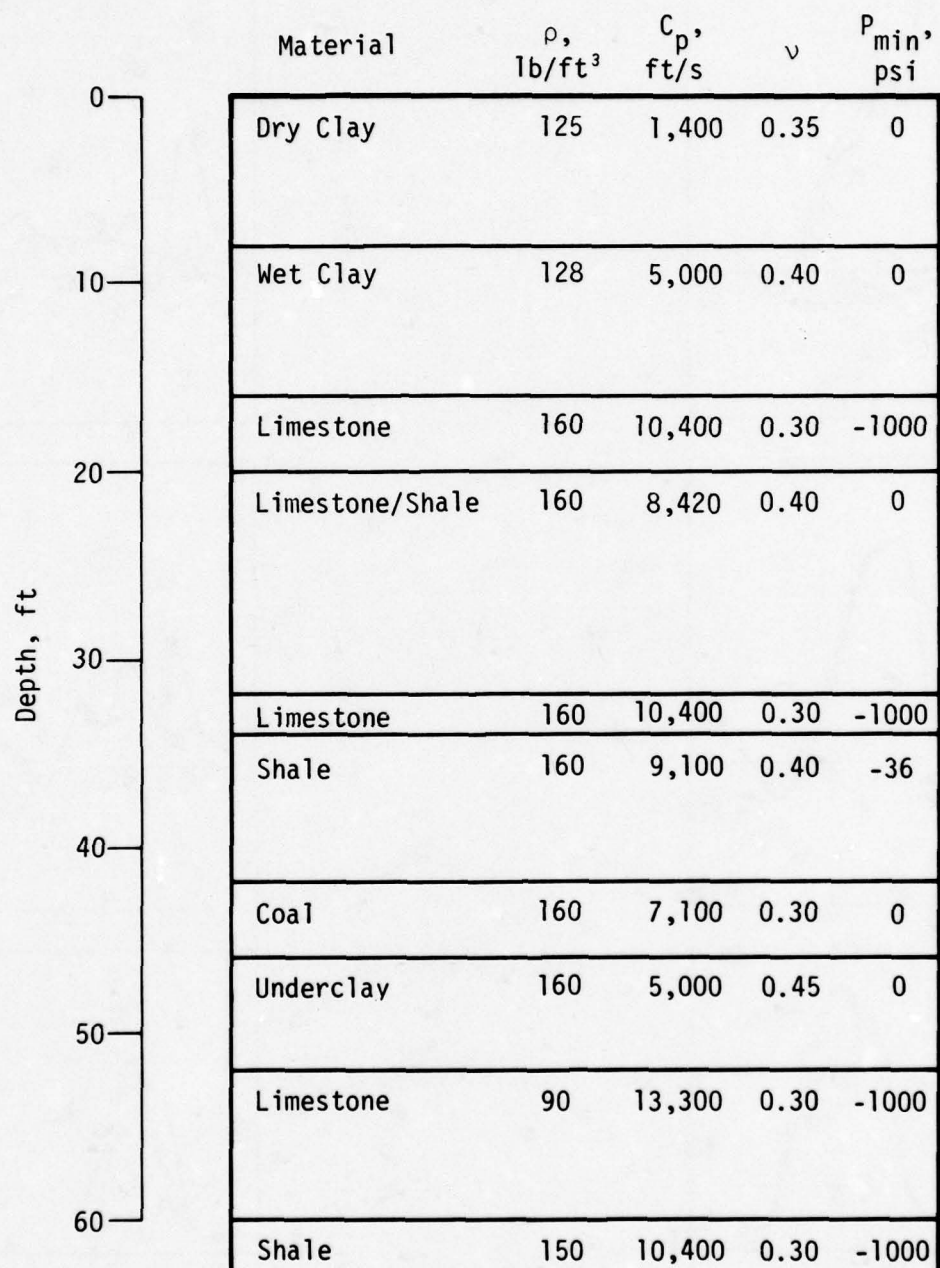 Material ρ, lb/ft³ C_p, ft/s ν P_min, psi
0
Dry Clay 125 1,400 0.35 0
10
Wet Clay 128 5,000 0.40 0
Limestone 160 10,400 0.30 -1000
20
Limestone/Shale 160 8,420 0.40 0
Depth, ft
30
Limestone 160 10,400 0.30 -1000
Shale 160 9,100 0.40 -36
40
Coal 160 7,100 0.30 0
Underclay 160 5,000 0.45 0
50
Limestone 90 13,300 0.30 -1000
60
Shale 150 10,400 0.30 -1000